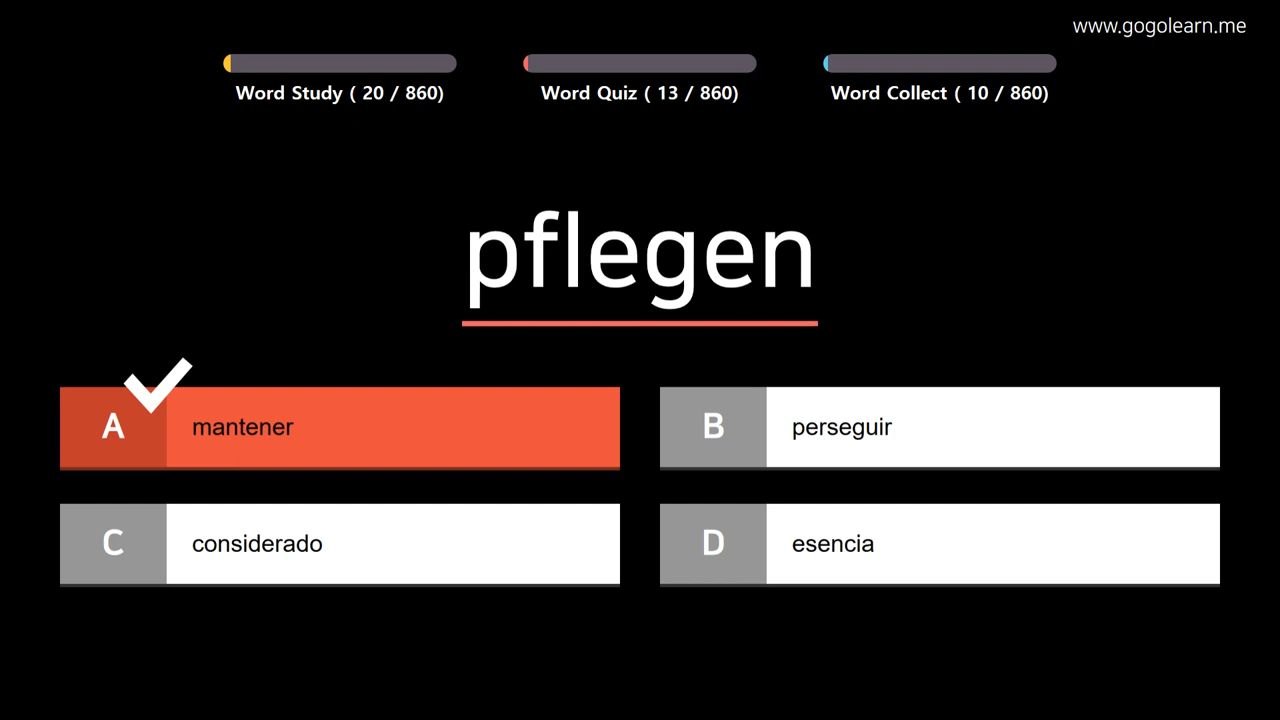 www.gogolearn.me
Word Study ( 20 / 860)
Word Quiz ( 13 / 860)
Word Collect ( 10 / 860)
pflegen
A mantener
B perseguir
C considerado
D esencia